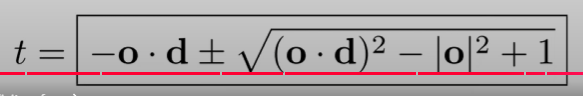 t = −𝐨 · 𝐝 ± √((𝐨 · 𝐝)² − |𝐨|² + 1)